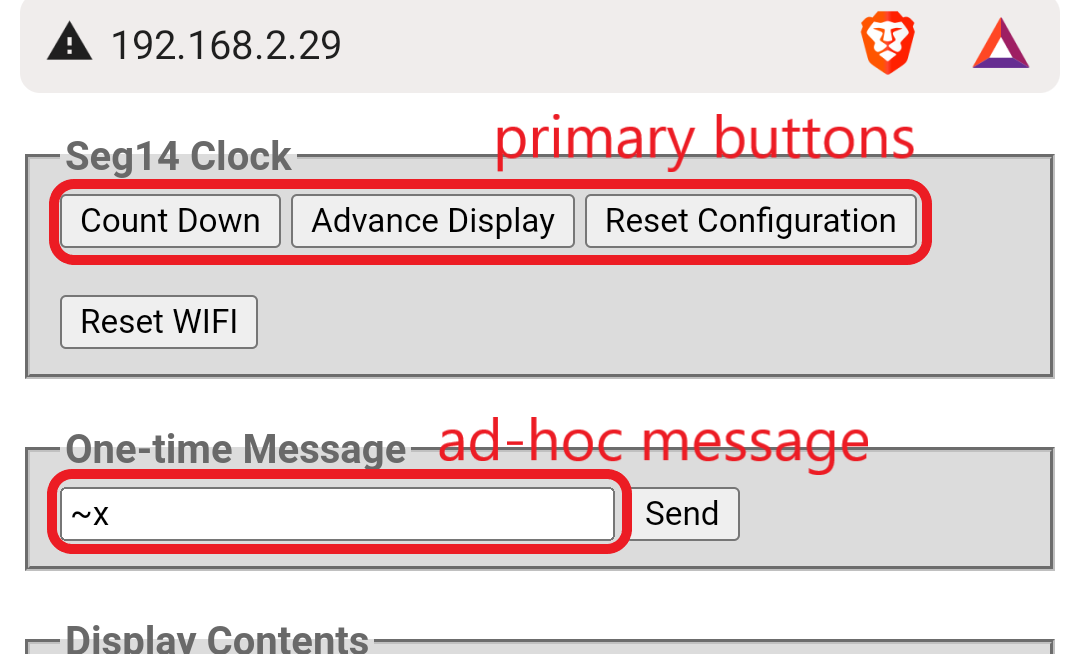 192.168.2.29
primary buttons
Seg14 Clock
Count Down Advance Display Reset Configuration
Reset WIFI
One-time Message ad-hoc message
~x Send
Display Contents